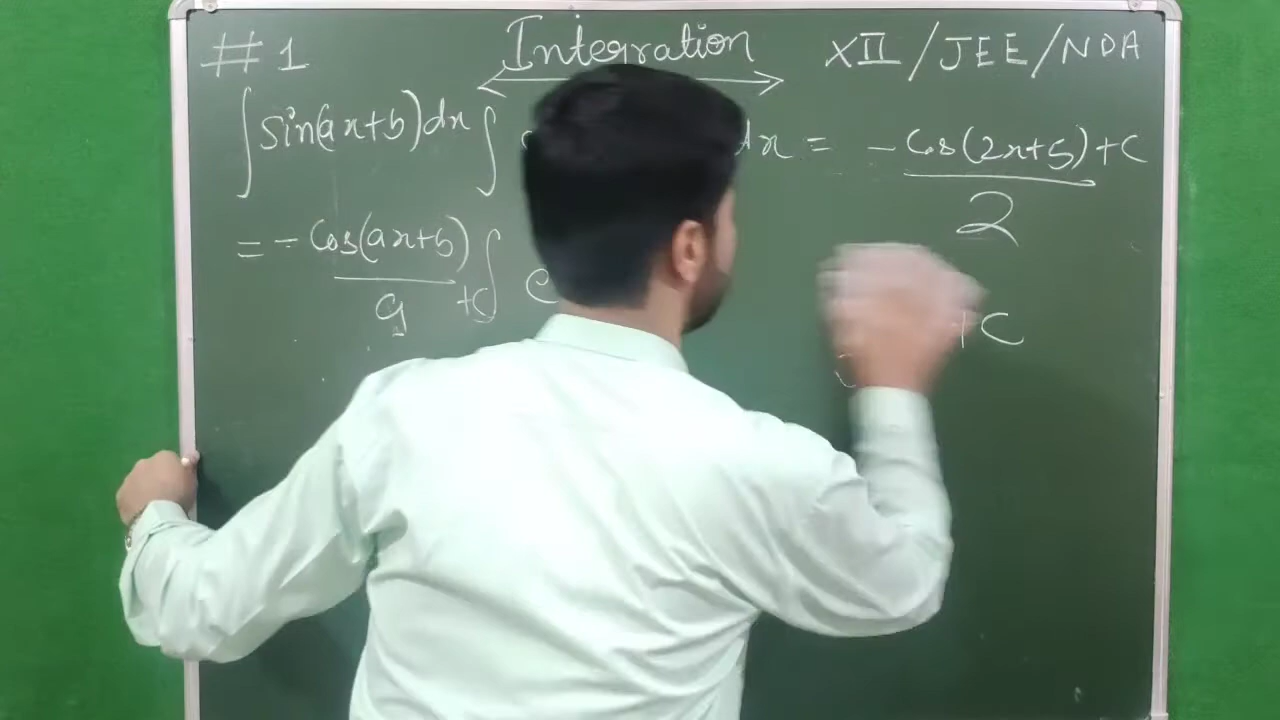 #1 Integration XII/JEE/NDA
∫sin(ax+b)dx ∫ dx = -Cos(2x+5)+C
2
= -Cos(ax+b) ∫ e
a +C
+C